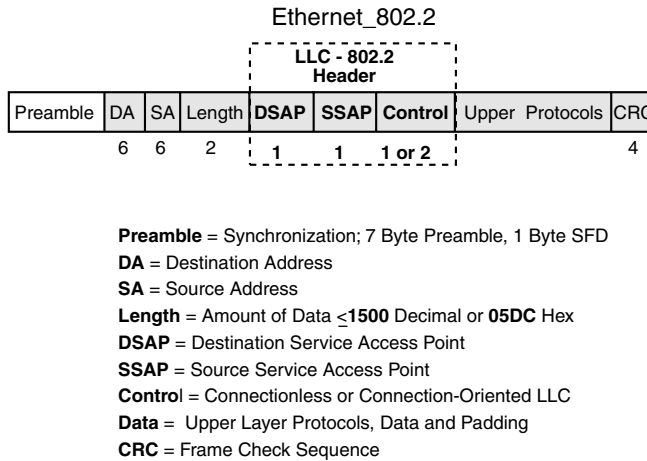 Ethernet_802.2
LLC - 802.2
Header
Preamble DA SA Length DSAP SSAP Control Upper Protocols CRC
6 6 2 1 1 1 or 2 4
Preamble = Synchronization; 7 Byte Preamble, 1 Byte SFD
DA = Destination Address
SA = Source Address
Length = Amount of Data ≤1500 Decimal or 05DC Hex
DSAP = Destination Service Access Point
SSAP = Source Service Access Point
Control = Connectionless or Connection-Oriented LLC
Data = Upper Layer Protocols, Data and Padding
CRC = Frame Check Sequence